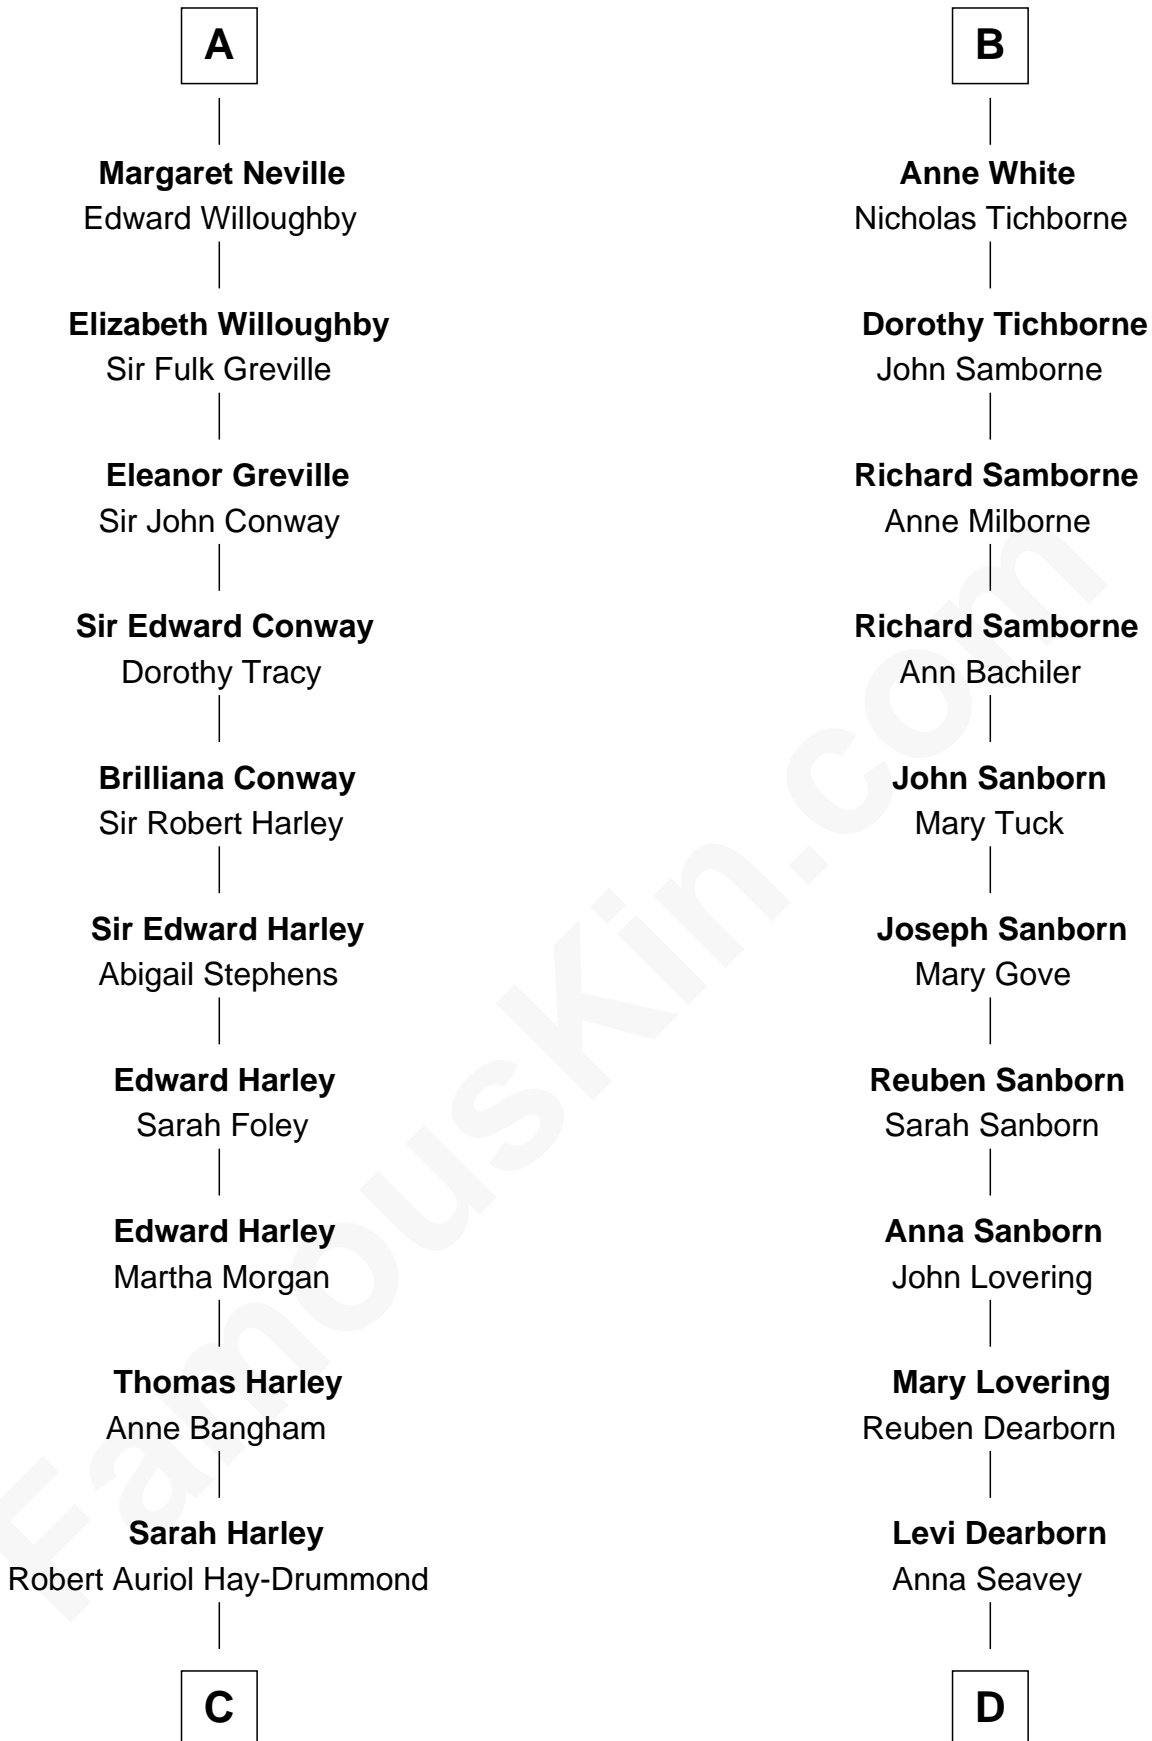 A
Margaret Neville
Edward Willoughby
Elizabeth Willoughby
Sir Fulk Greville
Eleanor Greville
Sir John Conway
Sir Edward Conway
Dorothy Tracy
Brilliana Conway
Sir Robert Harley
Sir Edward Harley
Abigail Stephens
Edward Harley
Sarah Foley
Edward Harley
Martha Morgan
Thomas Harley
Anne Bangham
Sarah Harley
Robert Auriol Hay-Drummond
C
B
Anne White
Nicholas Tichborne
Dorothy Tichborne
John Samborne
Richard Samborne
Anne Milborne
Richard Samborne
Ann Bachiler
John Sanborn
Mary Tuck
Joseph Sanborn
Mary Gove
Reuben Sanborn
Sarah Sanborn
Anna Sanborn
John Lovering
Mary Lovering
Reuben Dearborn
Levi Dearborn
Anna Seavey
D
FamousKin.com